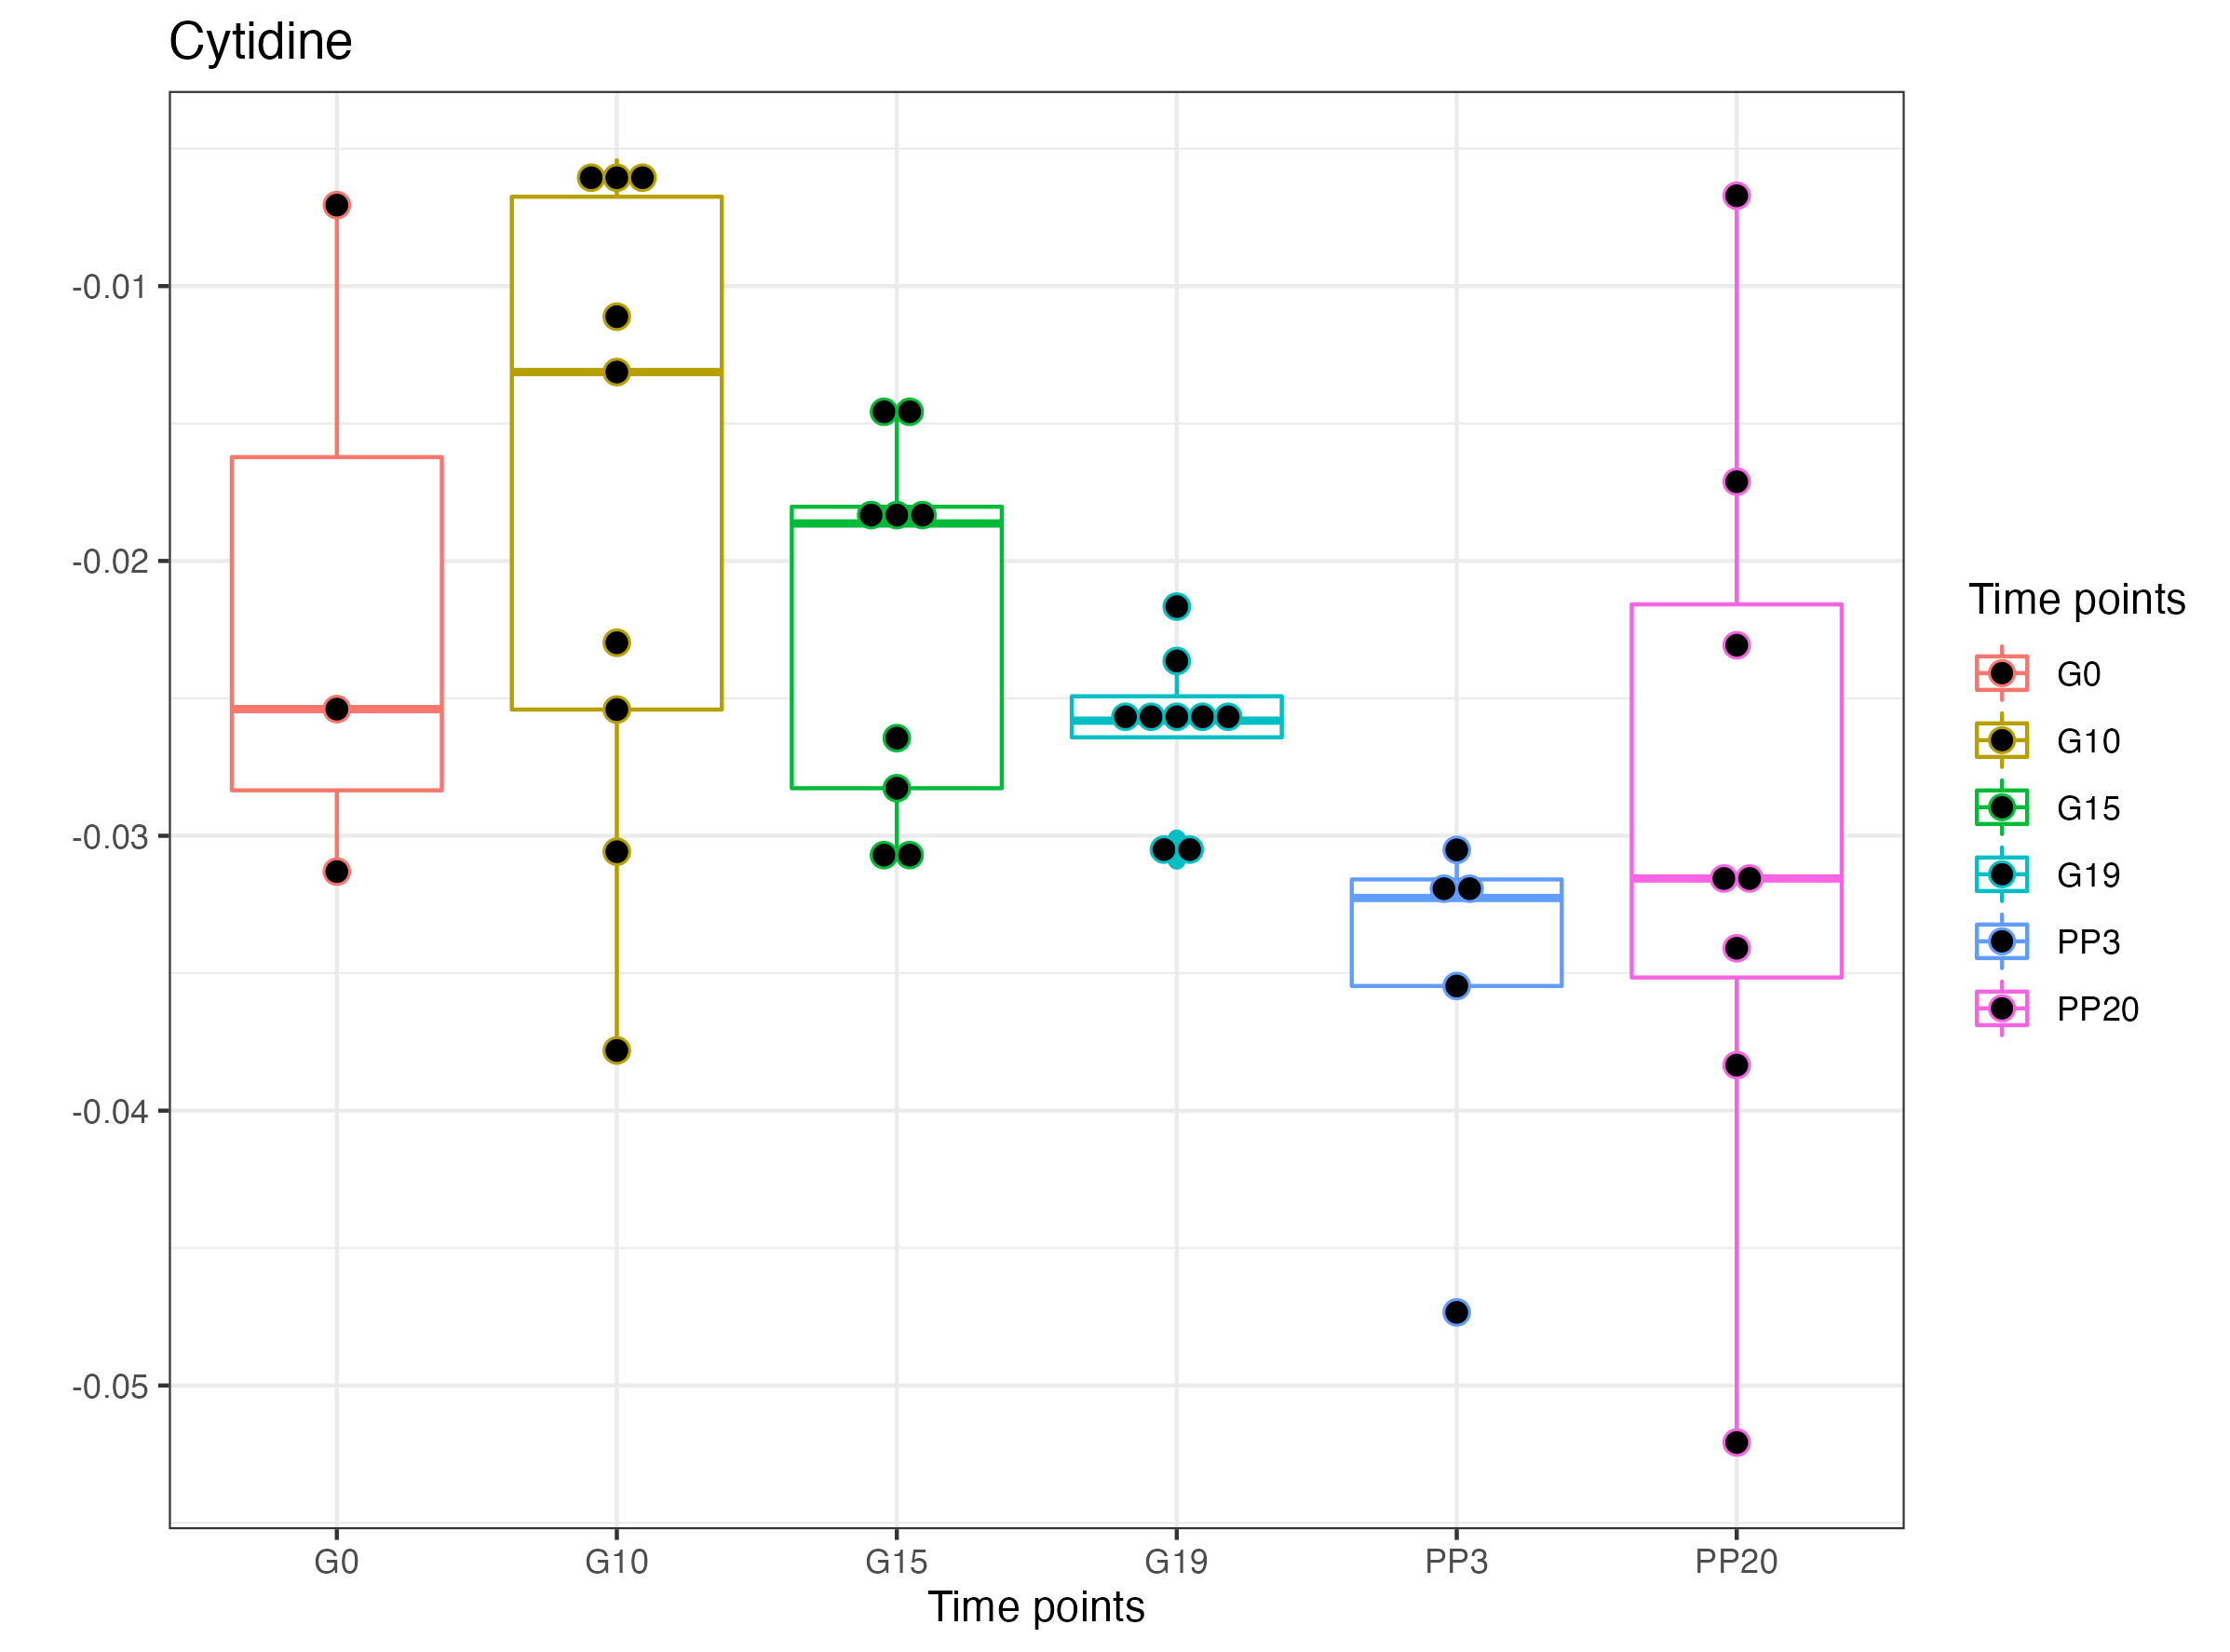 Cytidine
-0.01
-0.02
-0.03
-0.04
-0.05
G0 G10 G15 G19 PP3 PP20
Time points
Time points
G0
G10
G15
G19
PP3
PP20